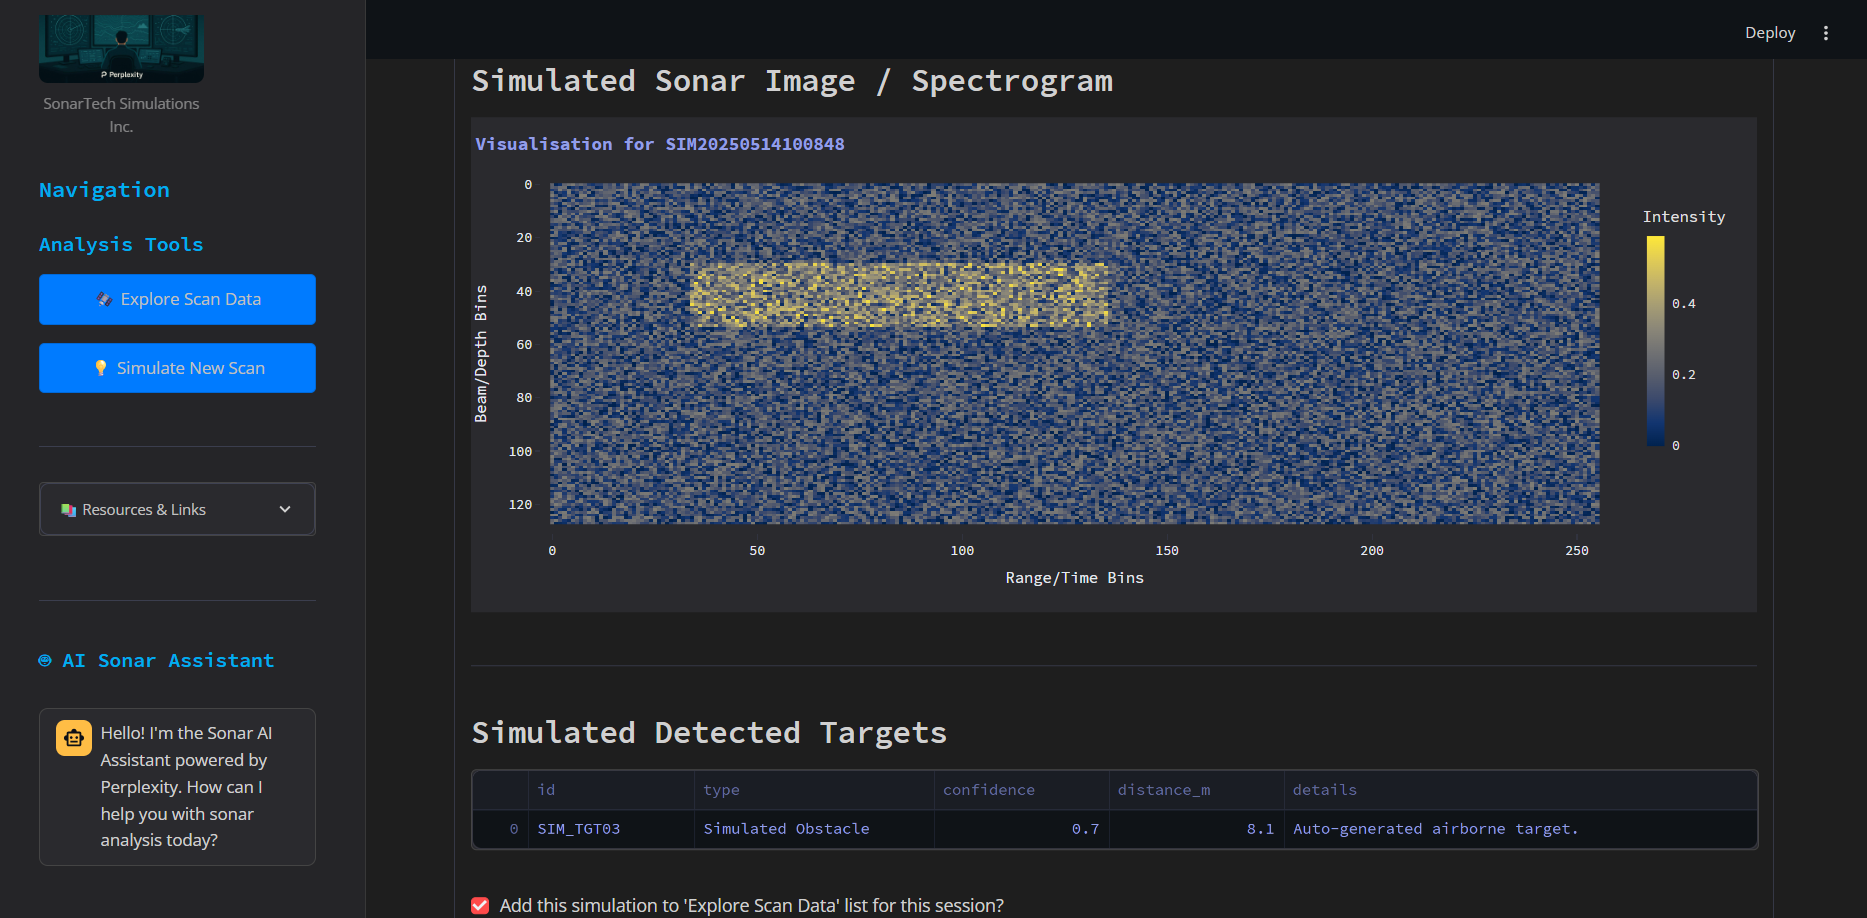 Perplexity
SonarTech Simulations
Inc.
Navigation
Analysis Tools
Explore Scan Data
Simulate New Scan
Resources & Links
AI Sonar Assistant
Hello! I'm the Sonar AI
Assistant powered by
Perplexity. How can I
help you with sonar
analysis today?
Deploy
Simulated Sonar Image / Spectrogram
Visualisation for SIM20250514100848
0
20
40
60
80
100
120
Beam/Depth Bins
0 50 100 150 200 250
Range/Time Bins
Intensity
0.4
0.2
0
Simulated Detected Targets
id type confidence distance_m details
0 SIM_TGT03 Simulated Obstacle 0.7 8.1 Auto-generated airborne target.
Add this simulation to 'Explore Scan Data' list for this session?